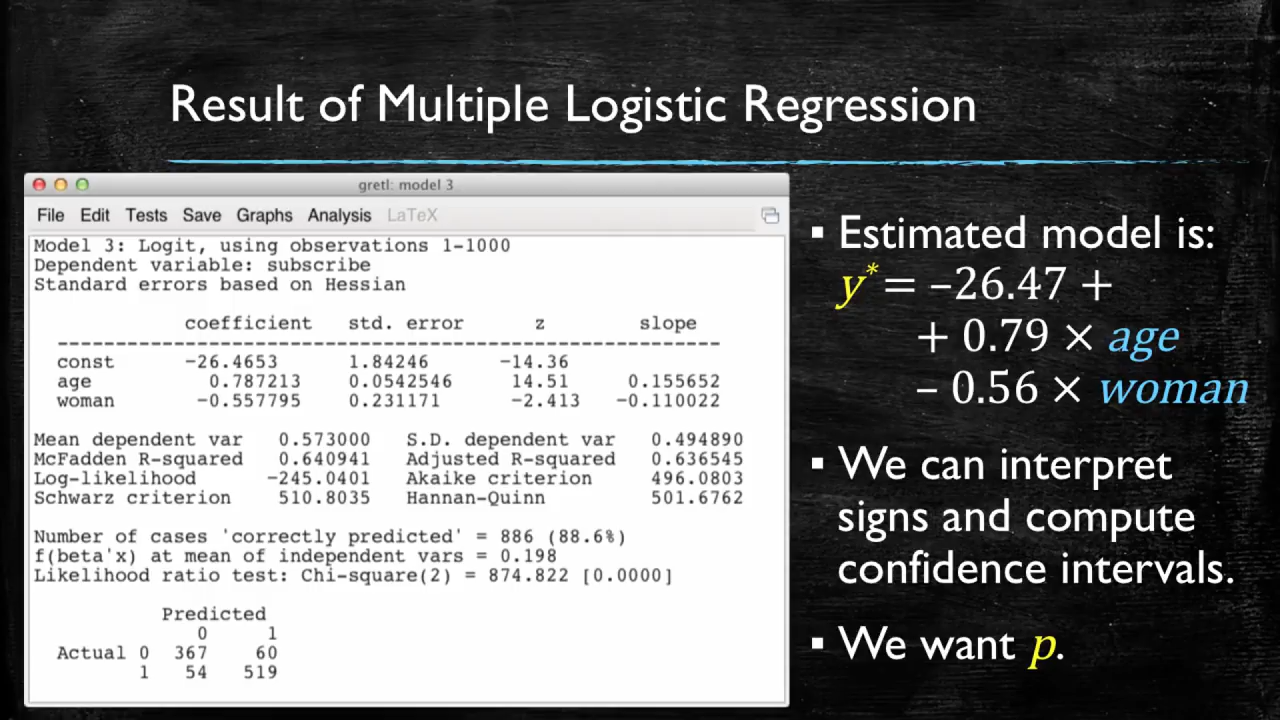 Result of Multiple Logistic Regression
gretl: model 3
File Edit Tests Save Graphs Analysis LaTeX
Model 3: Logit, using observations 1-1000
Dependent variable: subscribe
Standard errors based on Hessian
coefficient std. error z slope
---------------------------------------------------------------
const -26.4653 1.84246 -14.36
age 0.787213 0.0542546 14.51 0.155652
woman -0.557795 0.231171 -2.413 -0.110022
Mean dependent var 0.573000 S.D. dependent var 0.494890
McFadden R-squared 0.640941 Adjusted R-squared 0.636545
Log-likelihood -245.0401 Akaike criterion 496.0803
Schwarz criterion 510.8035 Hannan-Quinn 501.6762
Number of cases 'correctly predicted' = 886 (88.6%)
f(beta'x) at mean of independent vars = 0.198
Likelihood ratio test: Chi-square(2) = 874.822 [0.0000]
Predicted
0 1
Actual 0 367 60
1 54 519
▪ Estimated model is:
y* = –26.47 +
+ 0.79 × age
– 0.56 × woman
▪ We can interpret
signs and compute
confidence intervals.
▪ We want p.